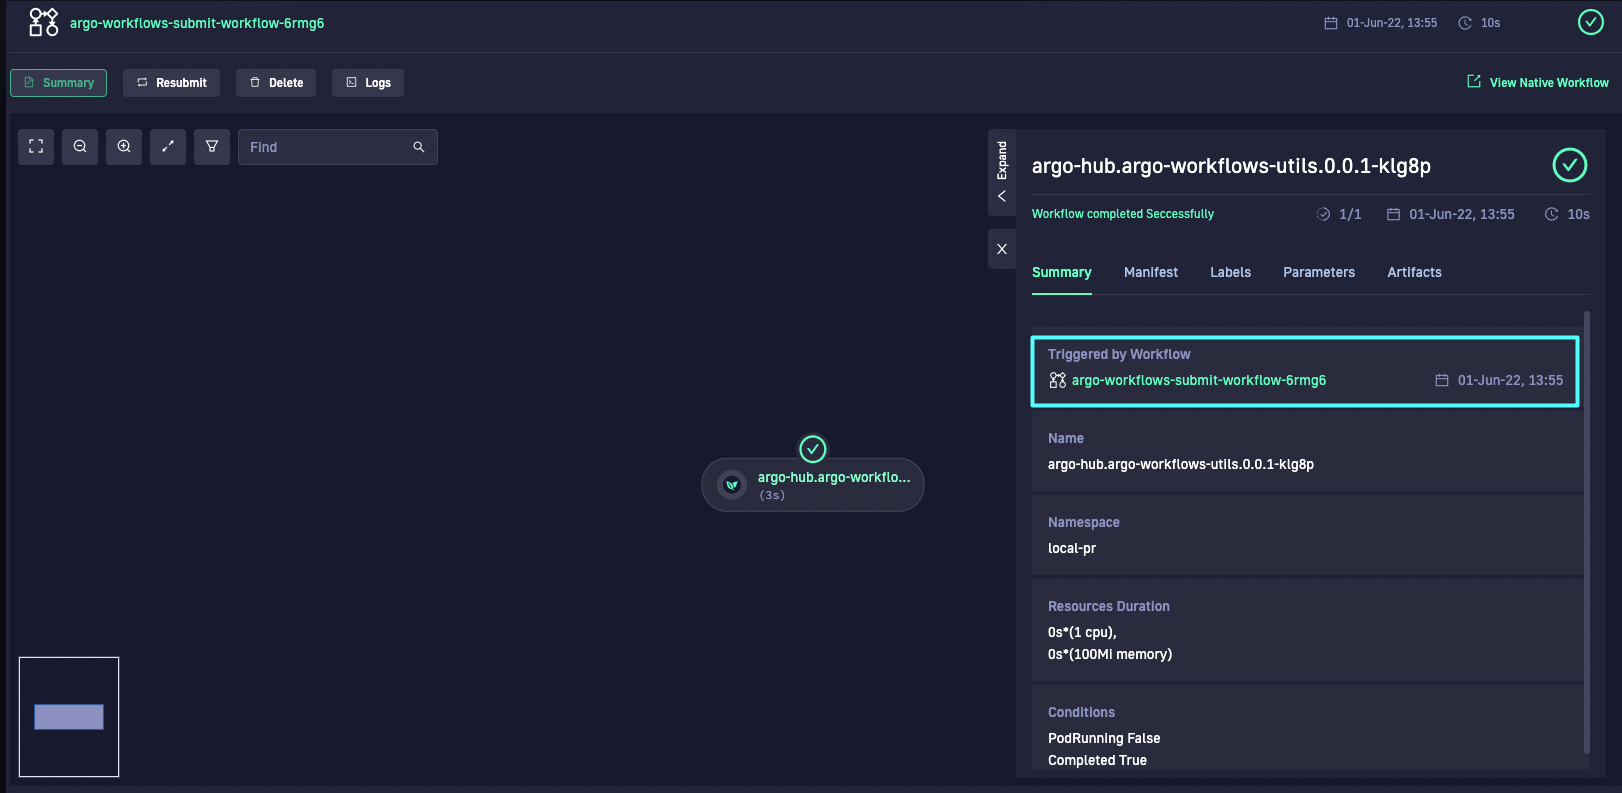 argo-workflows-submit-workflow-6rmg6
01-Jun-22, 13:55
10s
Summary
Resubmit
Delete
Logs
View Native Workflow
Find
Expand
argo-hub.argo-workflows-utils.0.0.1-klg8p
Workflow completed Seccessfully
1/1
01-Jun-22, 13:55
10s
X
Summary
Manifest
Labels
Parameters
Artifacts
Triggered by Workflow
argo-workflows-submit-workflow-6rmg6
01-Jun-22, 13:55
Name
argo-hub.argo-workflows-utils.0.0.1-klg8p
argo-hub.argo-workflo...
(3s)
Namespace
local-pr
Resources Duration
0s*(1 cpu),
0s*(100Mi memory)
Conditions
PodRunning False
Completed True